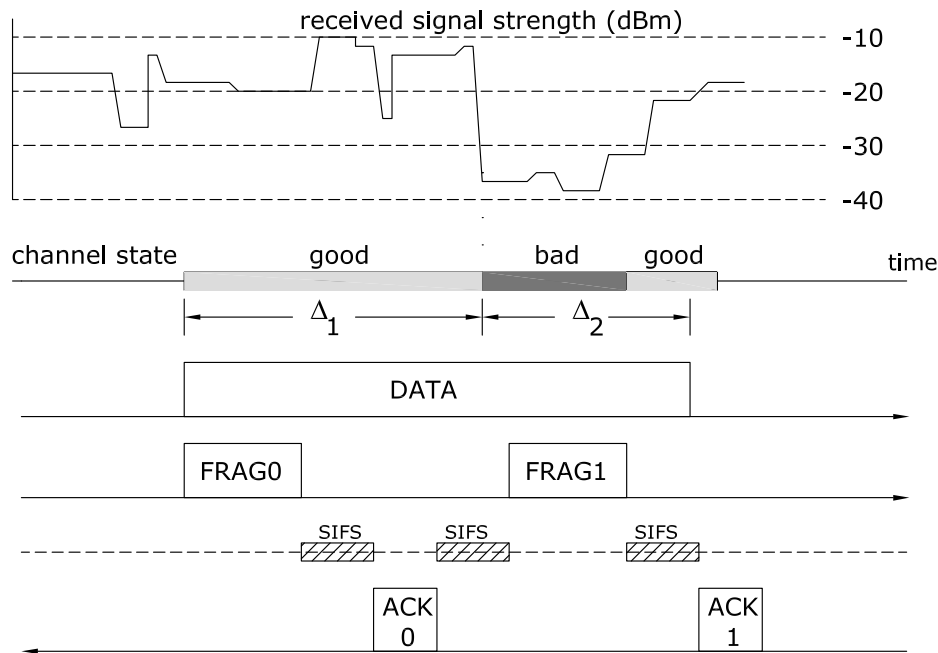 received signal strength (dBm)
-10
-20
-30
-40
channel state
good
bad
good
time
Δ1
Δ2
DATA
FRAG0
FRAG1
SIFS
SIFS
SIFS
ACK
0
ACK
1